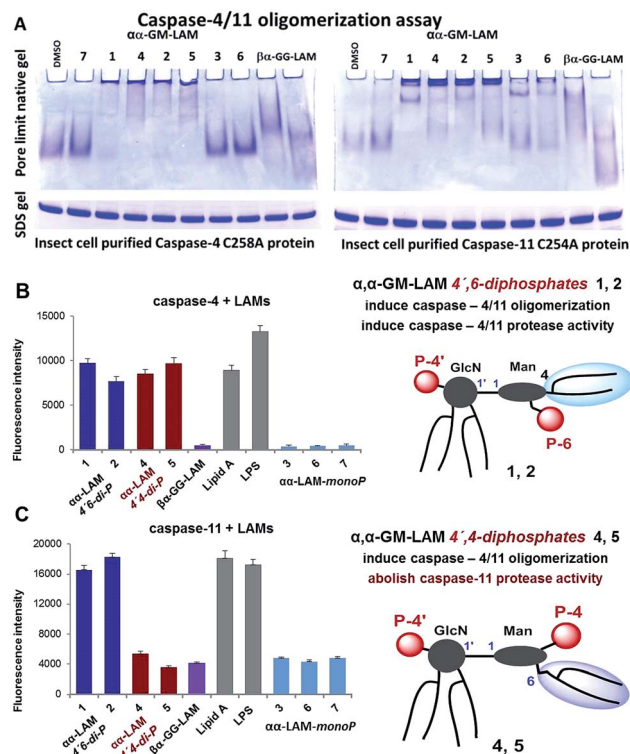 A
Caspase-4/11 oligomerization assay
αα-GM-LAM
αα-GM-LAM
DMSO 7 1 4 2 5 3 6 βα-GG-LAM
DMSO 7 1 4 2 5 3 6 βα-GG-LAM
Pore limit native gel
SDS gel
Insect cell purified Caspase-4 C258A protein
Insect cell purified Caspase-11 C254A protein
B
caspase-4 + LAMs
Fluorescence intensity
15000
10000
5000
0
1 2 4 5 βα-GG-LAM Lipid A LPS 3 6 7
αα-LAM
4´6-di-P
αα-LAM
4´4-di-P
αα-LAM-monoP
α,α-GM-LAM 4´,6-diphosphates 1, 2
induce caspase – 4/11 oligomerization
induce caspase – 4/11 protease activity
P-4'
GlcN
1' 1
Man
4
P-6
1, 2
C
caspase-11 + LAMs
Fluorescence intensity
20000
16000
12000
8000
4000
0
1 2 4 5 βα-GG-LAM Lipid A LPS 3 6 7
αα-LAM
4´6-di-P
αα-LAM
4´4-di-P
αα-LAM-monoP
α,α-GM-LAM 4´,4-diphosphates 4, 5
induce caspase – 4/11 oligomerization
abolish caspase-11 protease activity
P-4'
GlcN
1' 1
Man
P-4
6
4, 5